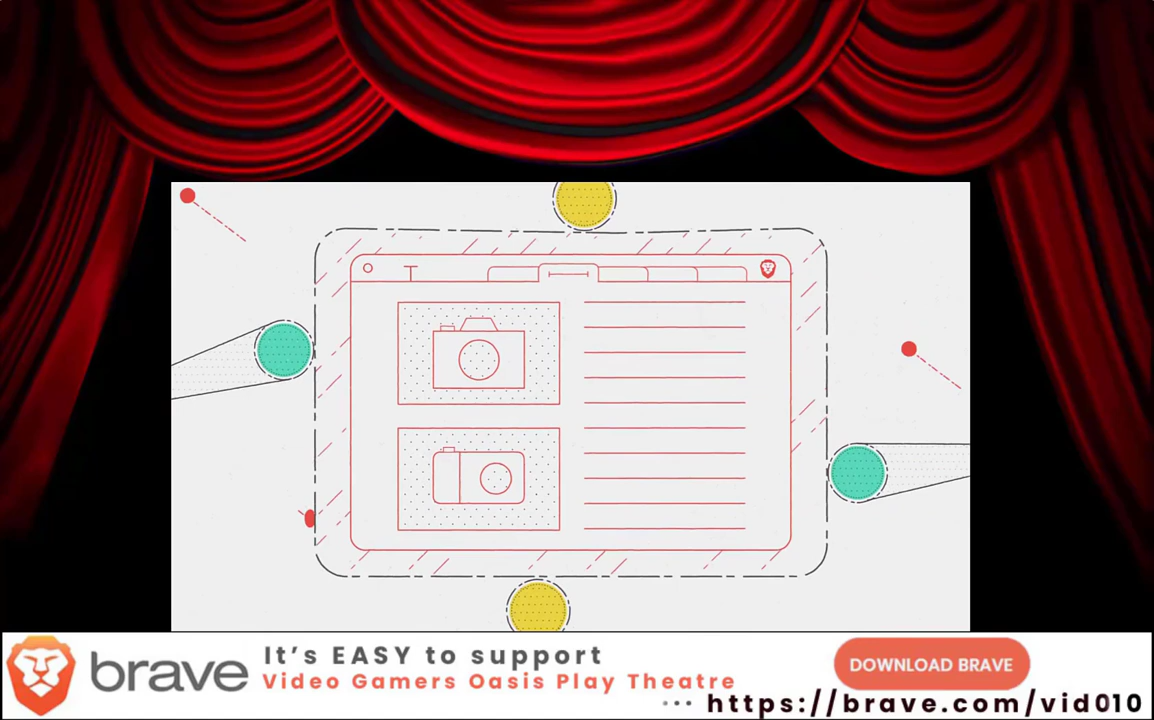 brave
It's EASY to support
Video Gamers Oasis Play Theatre
DOWNLOAD BRAVE
https://brave.com/vid010